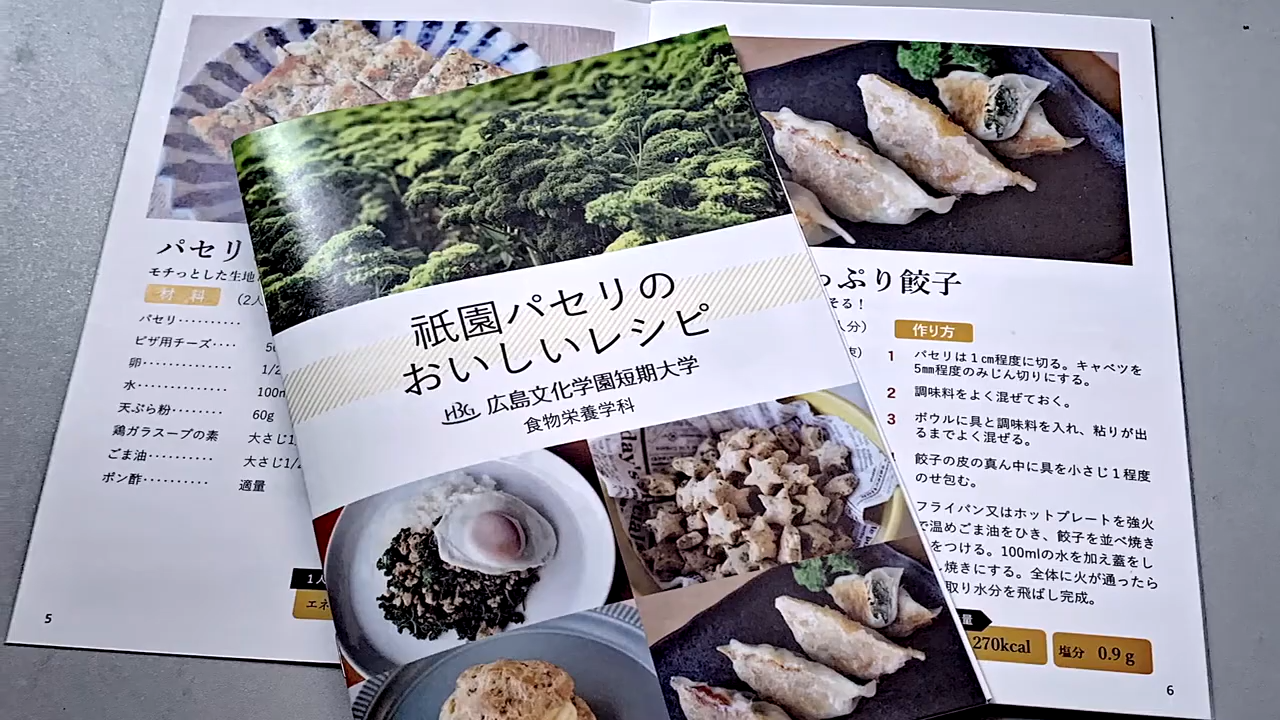 パセリ
モチっとした生地
材 料
(2人
パセリ‥‥‥‥‥
ピザ用チーズ‥‥ 5
卵‥‥‥‥‥‥‥ 1/2
水‥‥‥‥‥‥‥ 100m
天ぷら粉‥‥‥‥ 60g
鶏ガラスープの素 大さじ1
ごま油‥‥‥‥‥ 大さじ1/2
ポン酢‥‥‥‥‥ 適量
1人
エネ
5
祇園パセリの
おいしいレシピ
HBG 広島文化学園短期大学
食物栄養学科
day's
っぷり餃子
そる!
人分)
作り方
1 パセリは1㎝程度に切る。キャベツを
5㎜程度のみじん切りにする。
2 調味料をよく混ぜておく。
3 ボウルに具と調味料を入れ、粘りが出
るまでよく混ぜる。
餃子の皮の真ん中に具を小さじ1程度
のせ包む。
フライパン又はホットプレートを強火
で温めごま油をひき、餃子を並べ焼き
をつける。100mlの水を加え蓋をし
焼きにする。全体に火が通ったら
取り水分を飛ばし完成。
量
270kcal
塩分 0.9g
6